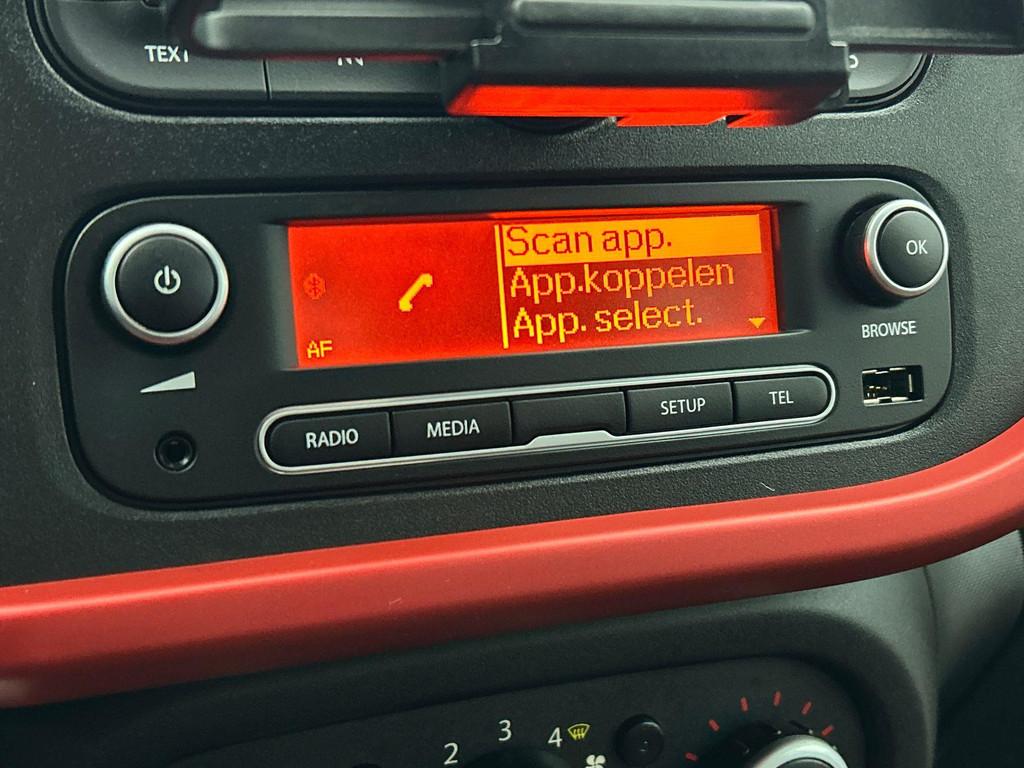 TEXT
Scan app.
App.koppelen
App. select.
AF
OK
BROWSE
RADIO
MEDIA
SETUP
TEL
2
3
4